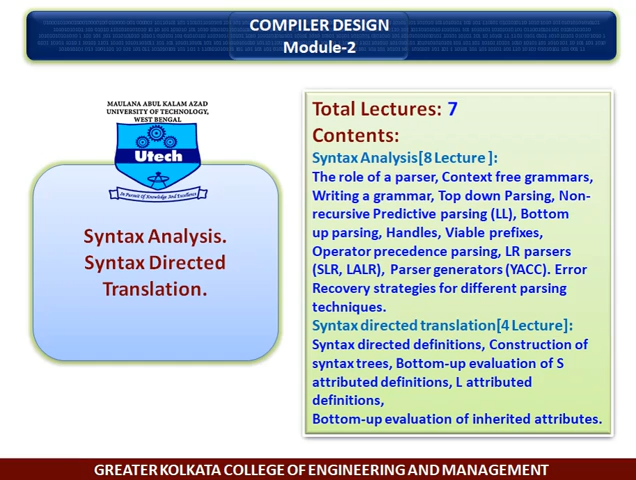 COMPILER DESIGN
Module-2
MAULANA ABUL KALAM AZAD
UNIVERSITY OF TECHNOLOGY,
WEST BENGAL
Utech
In Pursuit Of Knowledge And Excellence
Syntax Analysis.
Syntax Directed
Translation.
Total Lectures: 7
Contents:
Syntax Analysis[8 Lecture ]:
The role of a parser, Context free grammars,
Writing a grammar, Top down Parsing, Non-
recursive Predictive parsing (LL), Bottom
up parsing, Handles, Viable prefixes,
Operator precedence parsing, LR parsers
(SLR, LALR), Parser generators (YACC). Error
Recovery strategies for different parsing
techniques.
Syntax directed translation[4 Lecture]:
Syntax directed definitions, Construction of
syntax trees, Bottom-up evaluation of S
attributed definitions, L attributed
definitions,
Bottom-up evaluation of inherited attributes.
GREATER KOLKATA COLLEGE OF ENGINEERING AND MANAGEMENT